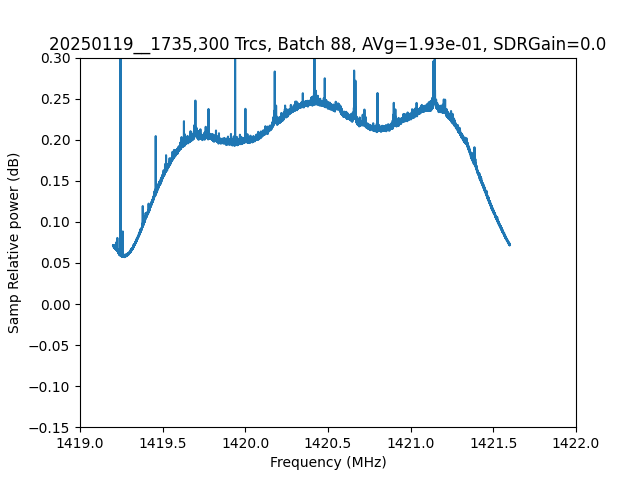 20250119__1735,300 Trcs, Batch 88, AVg=1.93e-01, SDRGain=0.0
0.30
0.25
0.20
0.15
0.10
0.05
0.00
−0.05
−0.10
−0.15
Samp Relative power (dB)
1419.0 1419.5 1420.0 1420.5 1421.0 1421.5 1422.0
Frequency (MHz)